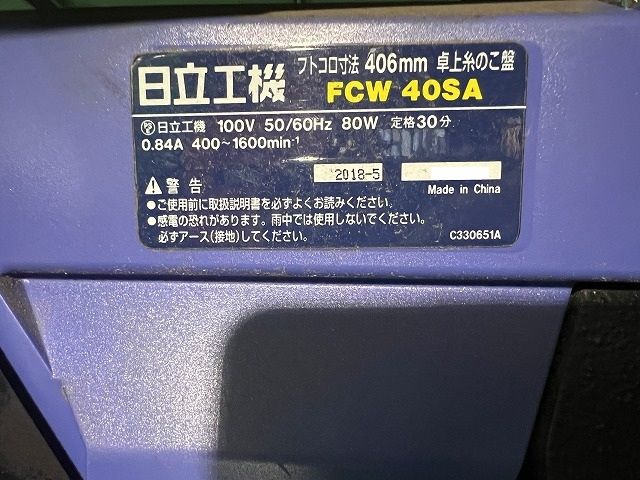 日立工機 フトコロ寸法 406mm 卓上糸のこ盤
FCW 40SA
日立工機 100V 50/60Hz 80W 定格30分
0.84A 400~1600min⁻¹
2018-5
警告
Made in China
●ご使用前に取扱説明書を必ずよくお読みください。
●感電の恐れがあります。雨中では使用しないでください。
必ずアース(接地)してください。
C330651A